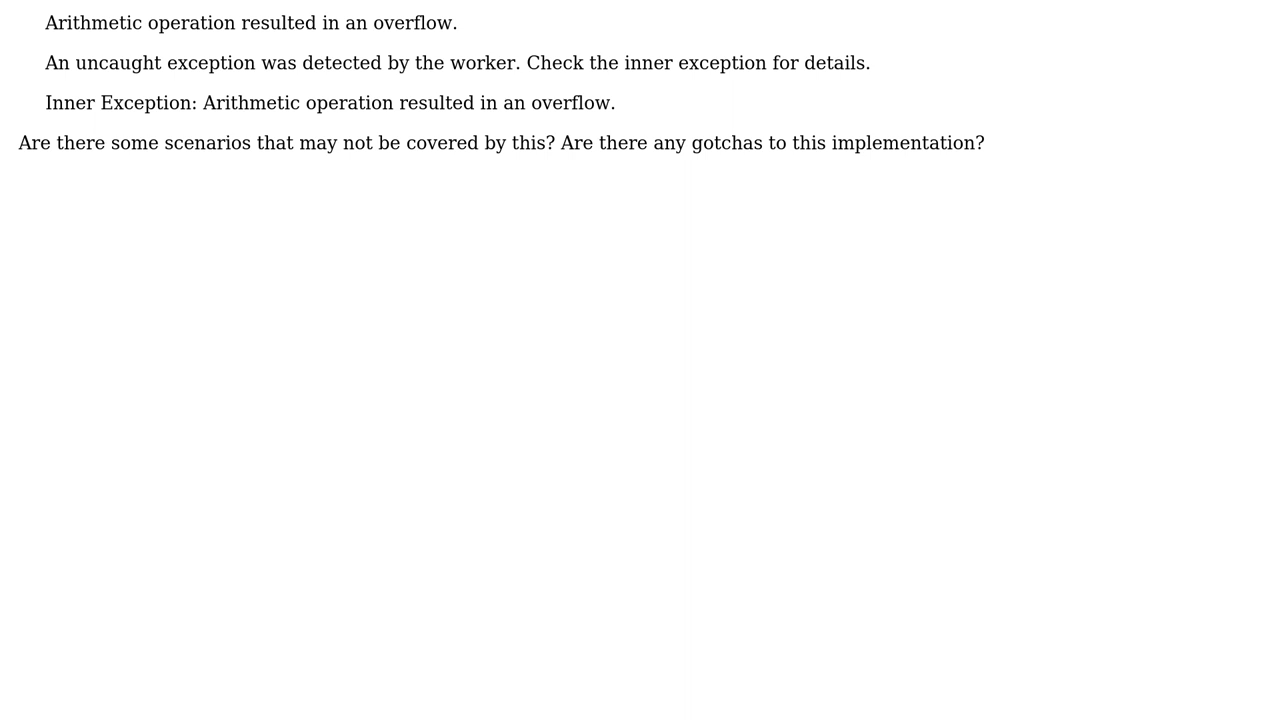 Arithmetic operation resulted in an overflow.
An uncaught exception was detected by the worker. Check the inner exception for details.
Inner Exception: Arithmetic operation resulted in an overflow.
Are there some scenarios that may not be covered by this? Are there any gotchas to this implementation?